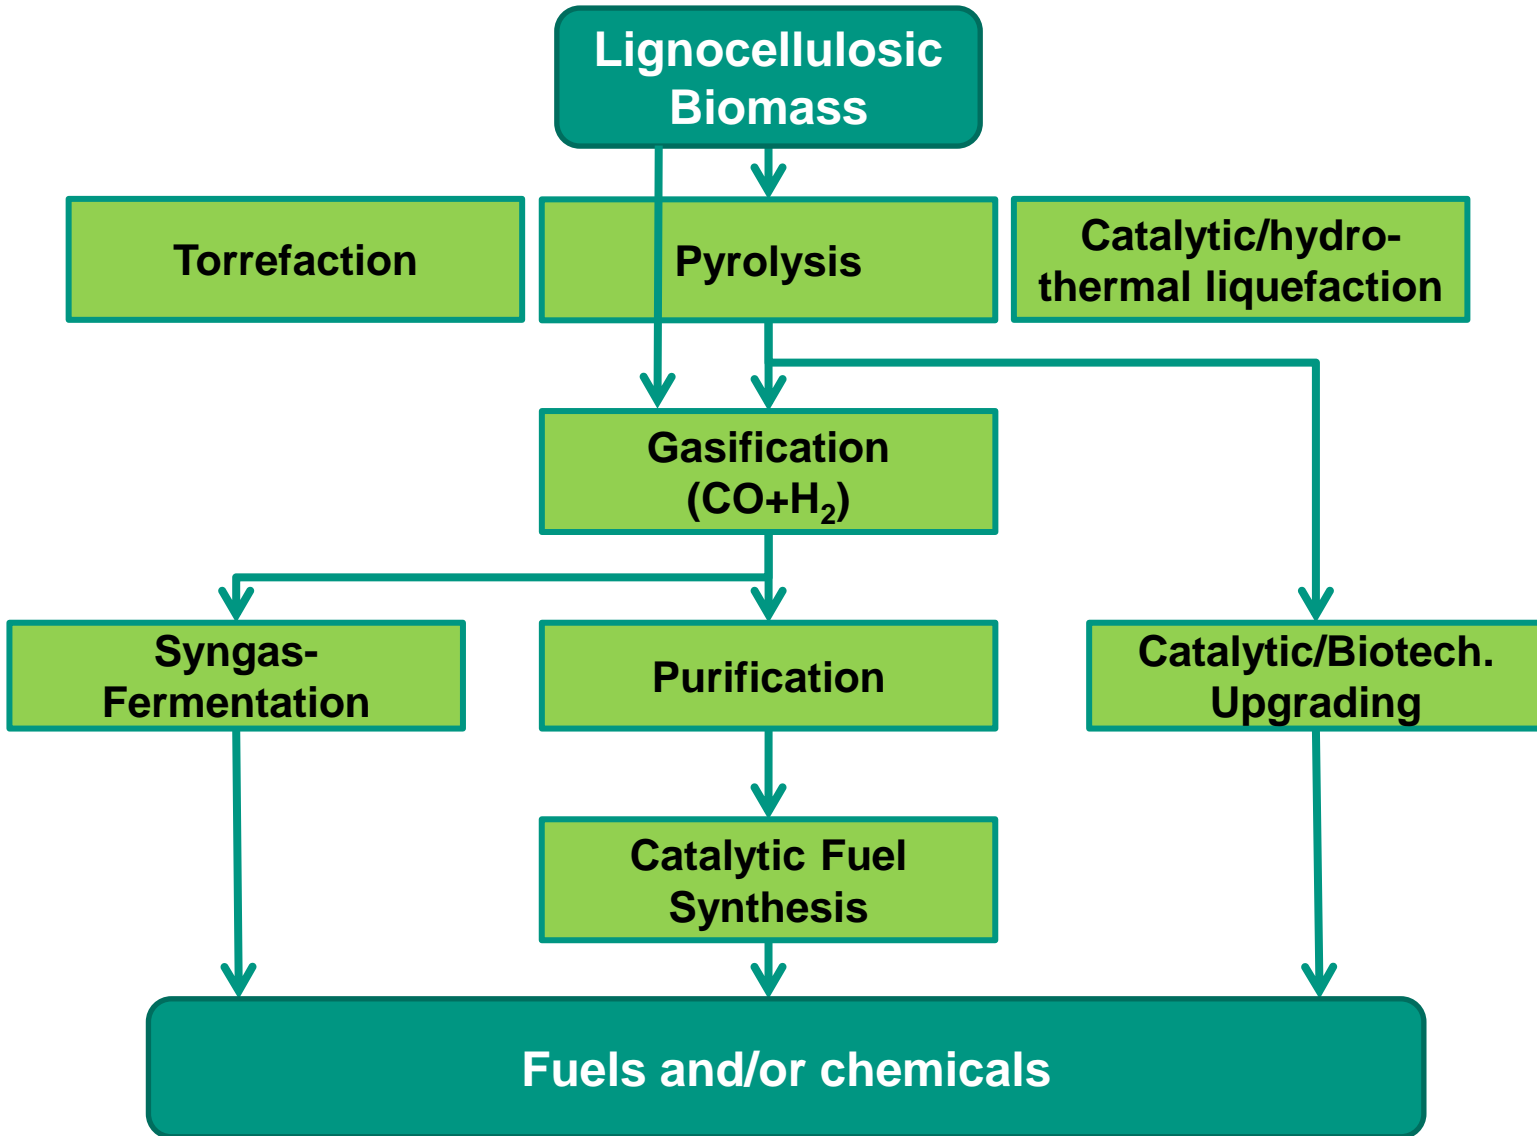 Lignocellulosic
Biomass
Torrefaction
Pyrolysis
Catalytic/hydro-
thermal liquefaction
Gasification
(CO+H₂)
Syngas-
Fermentation
Purification
Catalytic/Biotech.
Upgrading
Catalytic Fuel
Synthesis
Fuels and/or chemicals